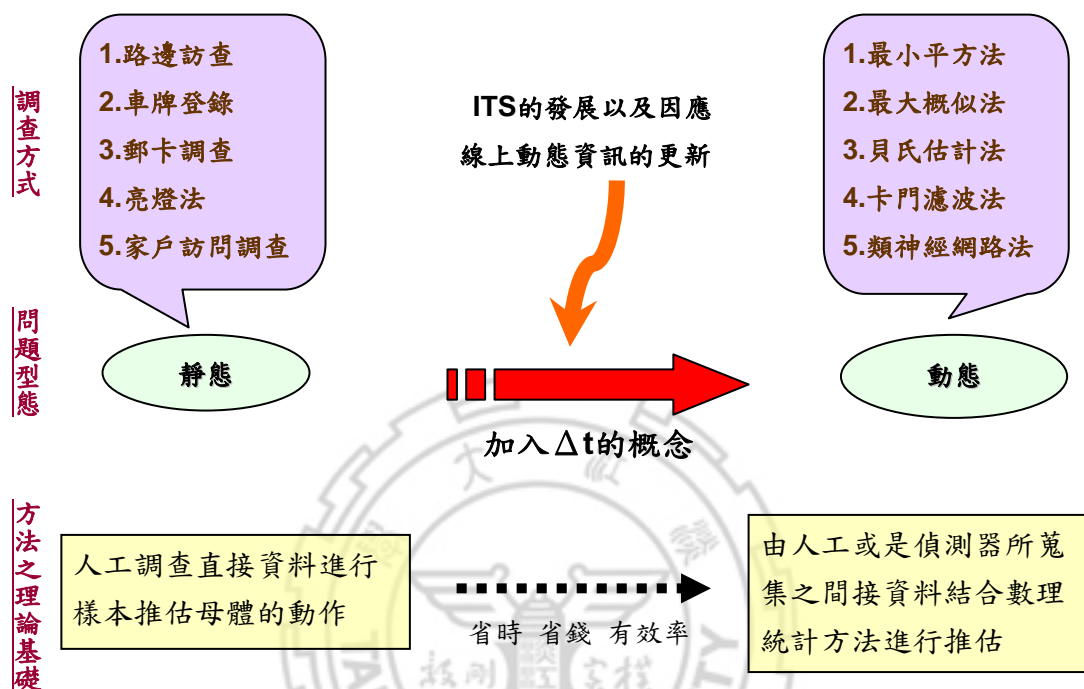 調查方式
1.路邊訪查
2.車牌登錄
3.郵卡調查
4.亮燈法
5.家戶訪問調查
ITS的發展以及因應
線上動態資訊的更新
1.最小平方法
2.最大概似法
3.貝氏估計法
4.卡門濾波法
5.類神經網路法
問題型態
靜態
加入Δt的概念
動態
方法之理論基礎
人工調查直接資料進行
樣本推估母體的動作
省時 省錢 有效率
由人工或是偵測器所蒐
集之間接資料結合數理
統計方法進行推估